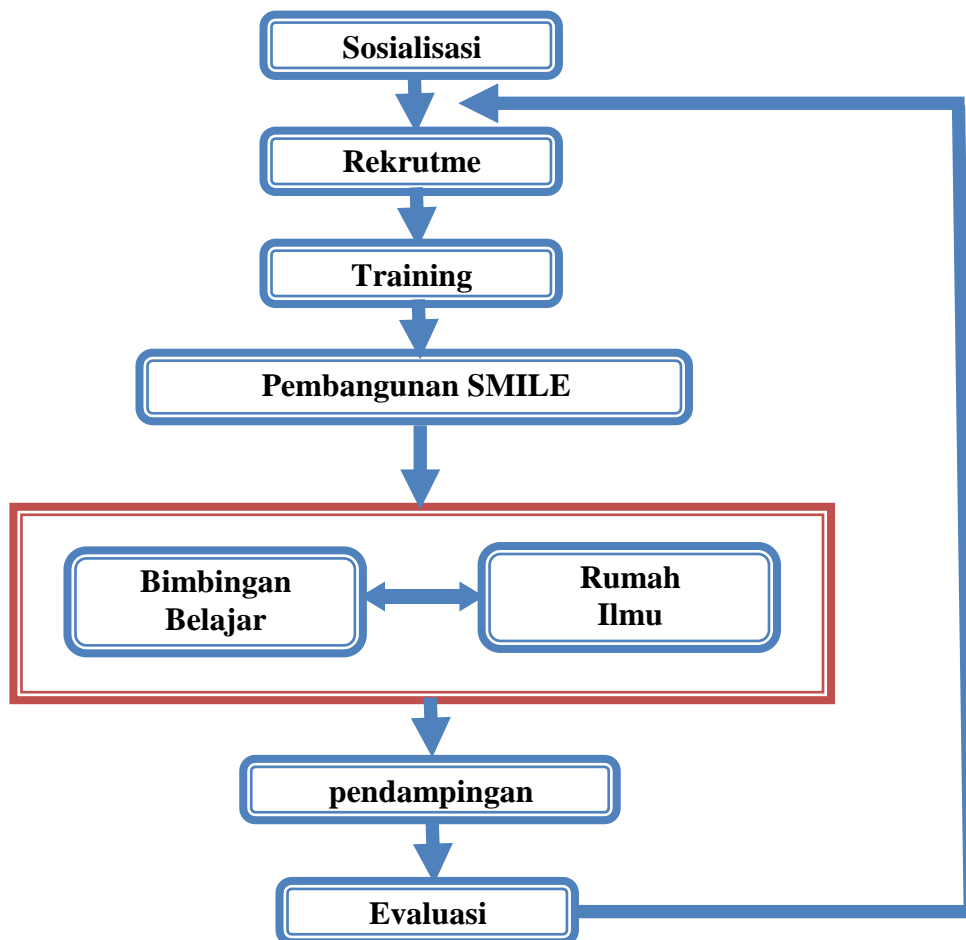 Sosialisasi
Rekrutme
Training
Pembangunan SMILE
Bimbingan
Belajar
Rumah
Ilmu
pendampingan
Evaluasi